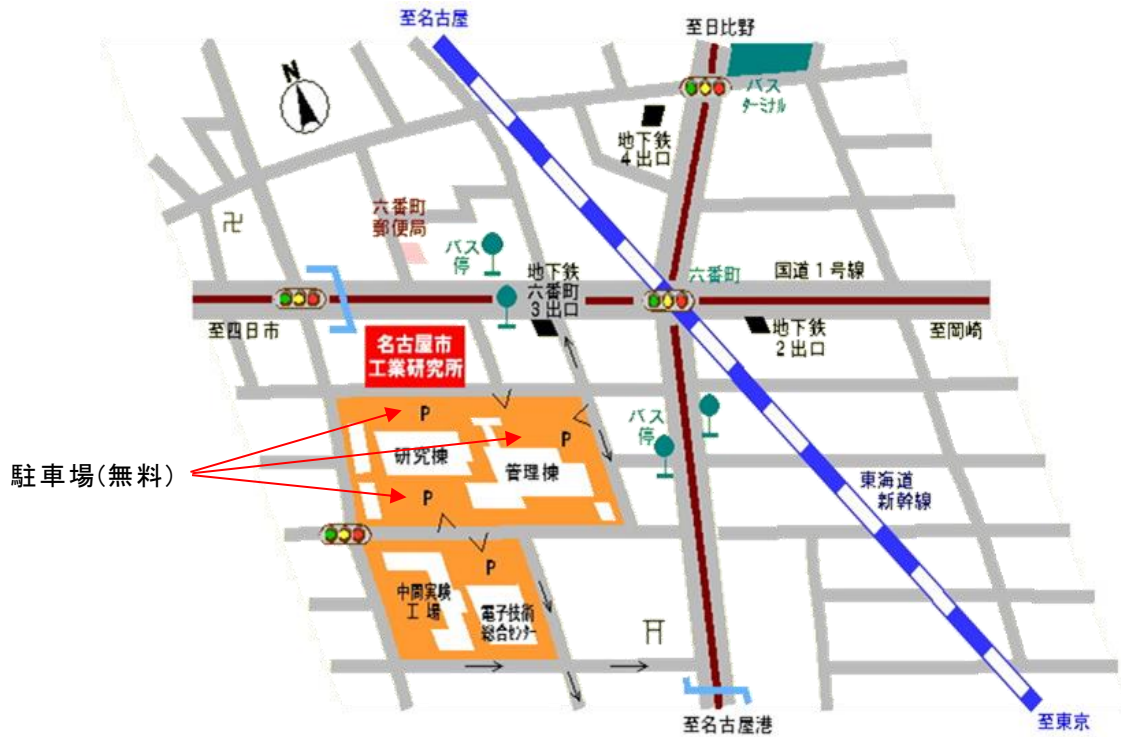 至名古屋
至日比野
N
バス
ターミナル
地下鉄
4出口
六番町
郵便局
卍
バス
停
地下鉄
六番町
3出口
六番町
国道1号線
至四日市
地下鉄
2出口
至岡崎
名古屋市
工業研究所
P
P
バス
停
研究棟
管理棟
駐車場(無料)
P
東海道
新幹線
P
中間実験
工場
電子技術
総合センター
至名古屋港
至東京